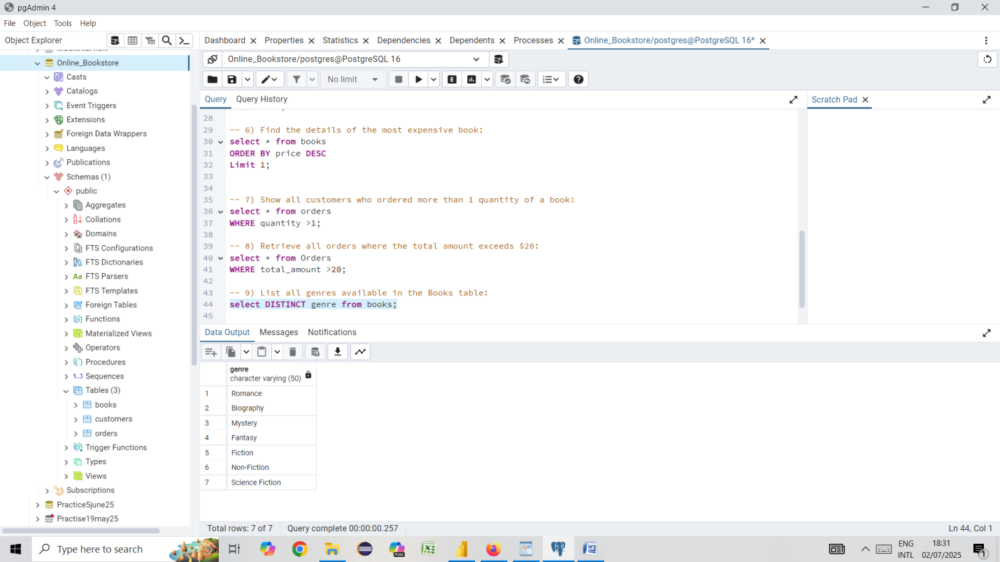 pgAdmin 4
File Object Tools Help
Object Explorer
Dashboard Properties Statistics Dependencies Dependents Processes Online_Bookstore/postgres@PostgreSQL 16*
Online_Bookstore
Casts
Catalogs
Event Triggers
Extensions
Foreign Data Wrappers
Languages
Publications
Schemas (1)
public
Aggregates
Collations
Domains
FTS Configurations
FTS Dictionaries
FTS Parsers
FTS Templates
Foreign Tables
Functions
Materialized Views
Operators
Procedures
1..3 Sequences
Tables (3)
books
customers
orders
Trigger Functions
Types
Views
Subscriptions
Practice5june25
Practise19may25
Online_Bookstore/postgres@PostgreSQL 16
No limit
E
Query Query History
Scratch Pad
28
29 -- 6) Find the details of the most expensive book:
30 select * from books
31 ORDER BY price DESC
32 Limit 1;
33
34
35 -- 7) Show all customers who ordered more than 1 quantity of a book:
36 select * from orders
37 WHERE quantity >1;
38
39 -- 8) Retrieve all orders where the total amount exceeds $20:
40 select * from Orders
41 WHERE total_amount >20;
42
43 -- 9) List all genres available in the Books table:
44 select DISTINCT genre from books;
45
Data Output Messages Notifications
genre
character varying (50)
1 Romance
2 Biography
3 Mystery
4 Fantasy
5 Fiction
6 Non-Fiction
7 Science Fiction
Total rows: 7 of 7 Query complete 00:00:00.257 Ln 44, Col 1
Type here to search
ENG
INTL
18:31
02/07/2025
1